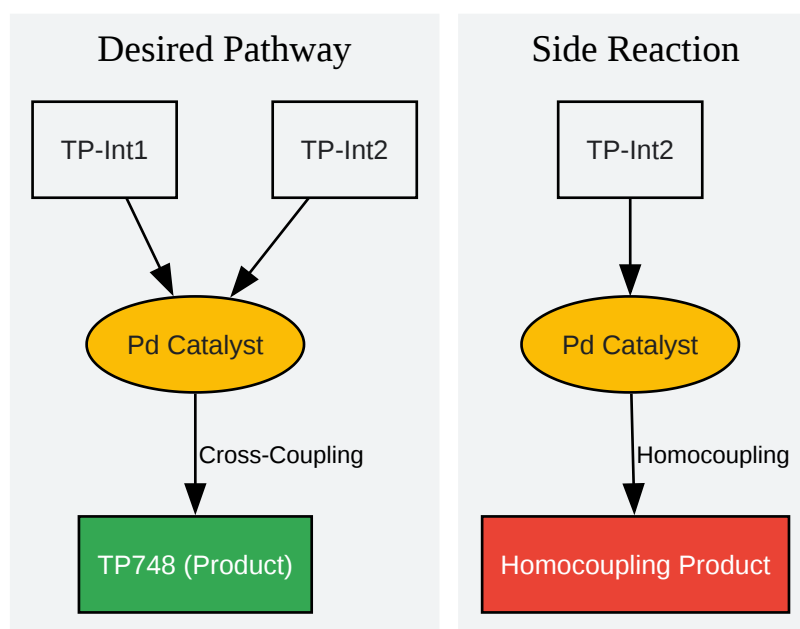 Desired Pathway
TP-Int1
TP-Int2
Pd Catalyst
Cross-Coupling
TP748 (Product)
Side Reaction
TP-Int2
Pd Catalyst
Homocoupling
Homocoupling Product